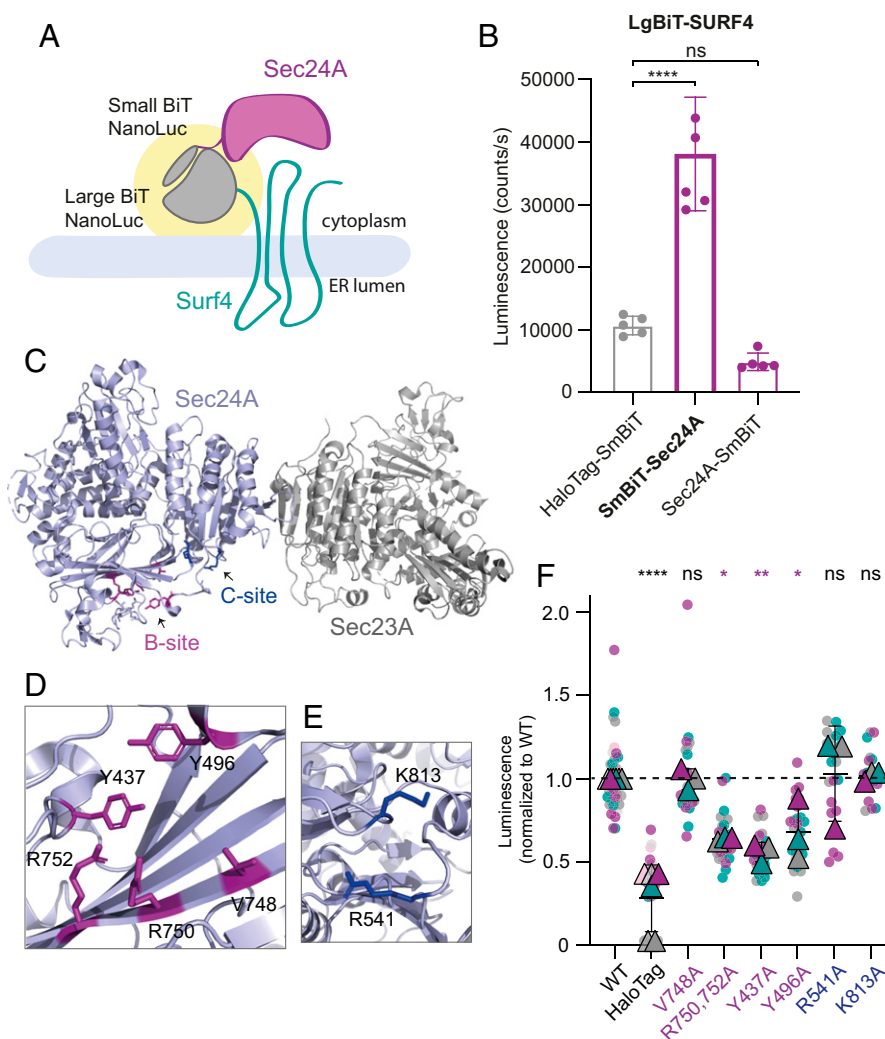 A
Sec24A
Small BiT
NanoLuc
Large BiT
NanoLuc
cytoplasm
ER lumen
Surf4
B
LgBiT-SURF4
ns
****
Luminescence (counts/s)
50000
40000
30000
20000
10000
0
HaloTag-SmBiT
SmBiT-Sec24A
Sec24A-SmBiT
C
Sec24A
C-site
B-site
Sec23A
D
Y496
Y437
R752
R750
V748
E
K813
R541
F
**** ns * ** * ns ns
Luminescence
(normalized to WT)
2.0
1.5
1.0
0.5
0
WT
HaloTag
V748A
R750,752A
Y437A
Y496A
R541A
K813A